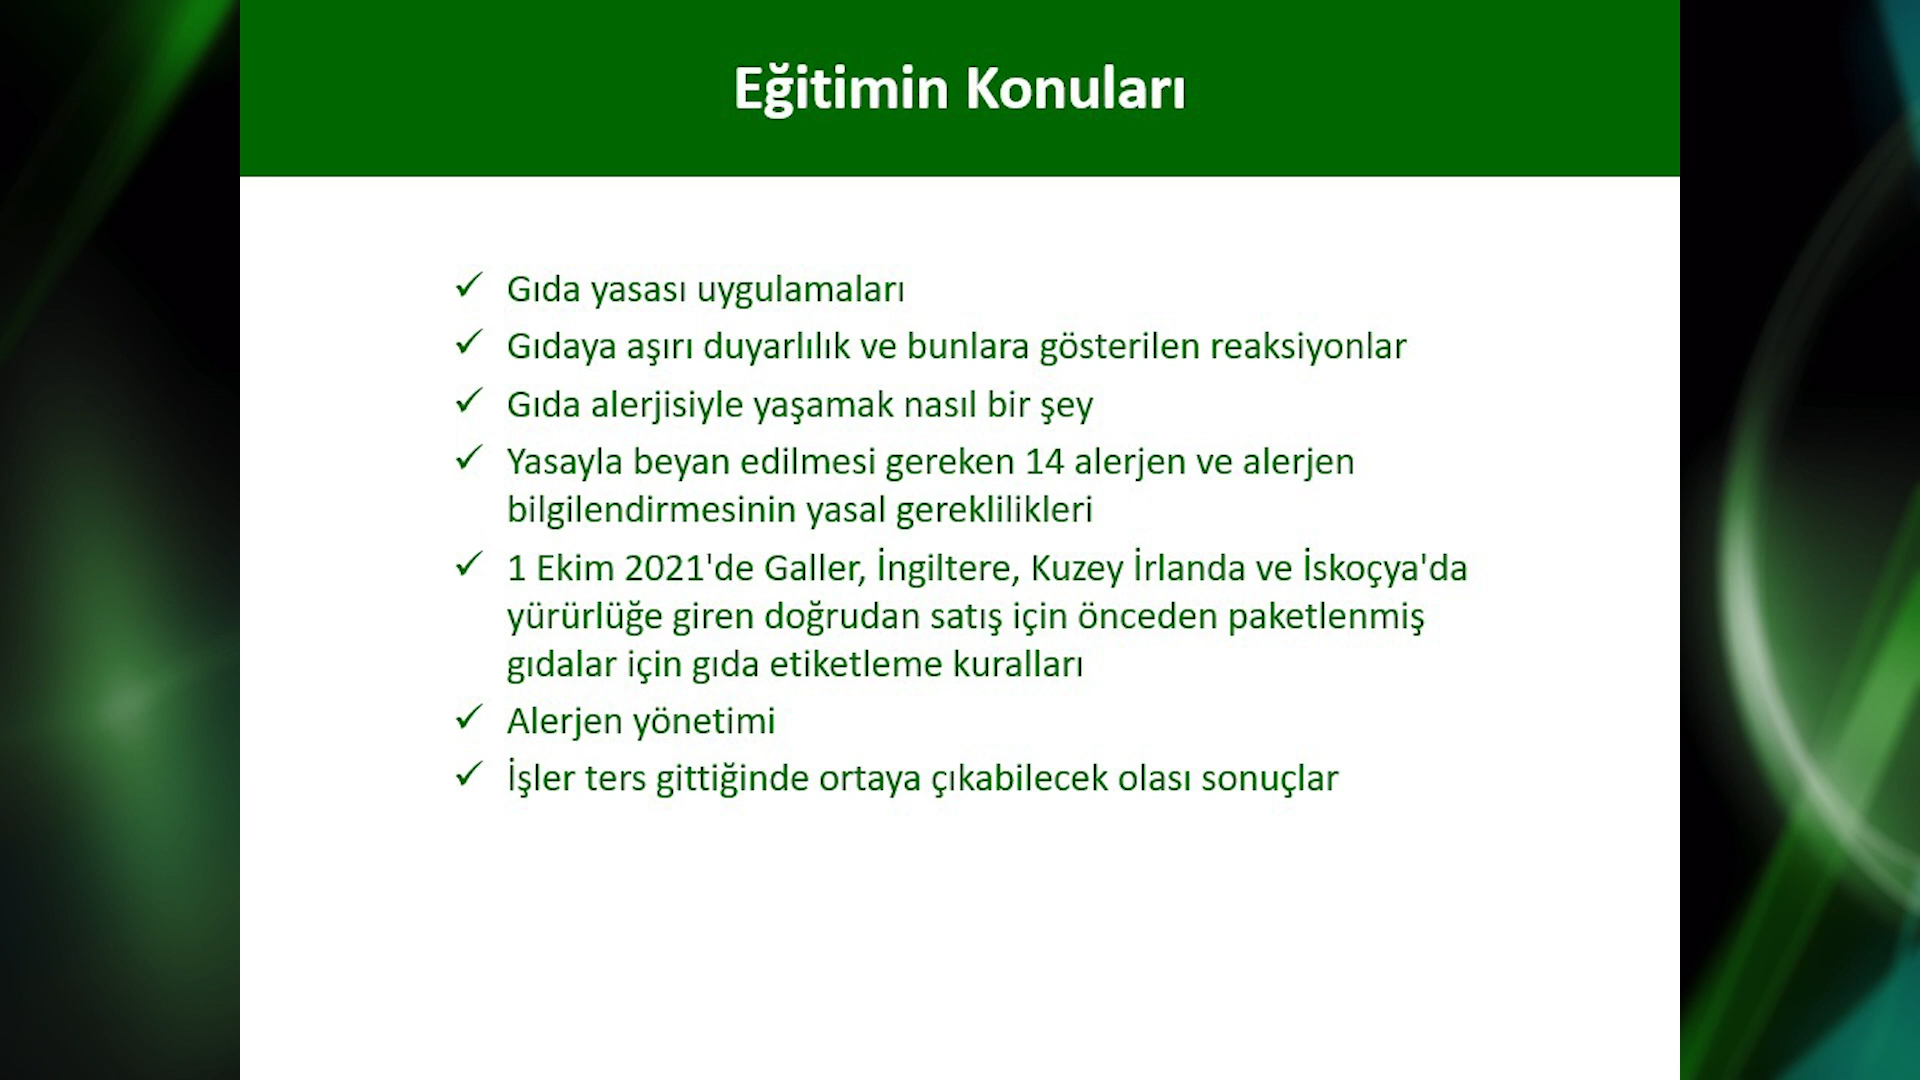 Eğitimin Konuları
✓ Gıda yasası uygulamaları
✓ Gıdaya aşırı duyarlılık ve bunlara gösterilen reaksiyonlar
✓ Gıda alerjisiyle yaşamak nasıl bir şey
✓ Yasayla beyan edilmesi gereken 14 alerjen ve alerjen
bilgilendirmesinin yasal gereklilikleri
✓ 1 Ekim 2021'de Galler, İngiltere, Kuzey İrlanda ve İskoçya'da
yürürlüğe giren doğrudan satış için önceden paketlenmiş
gıdalar için gıda etiketleme kuralları
✓ Alerjen yönetimi
✓ İşler ters gittiğinde ortaya çıkabilecek olası sonuçlar